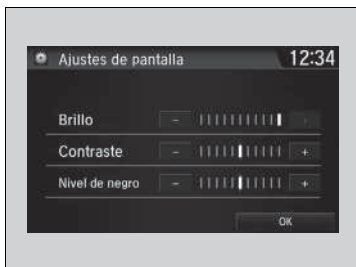 Ajustes de pantalla 12:34
Brillo -
Contraste - +
Nivel de negro - +
OK